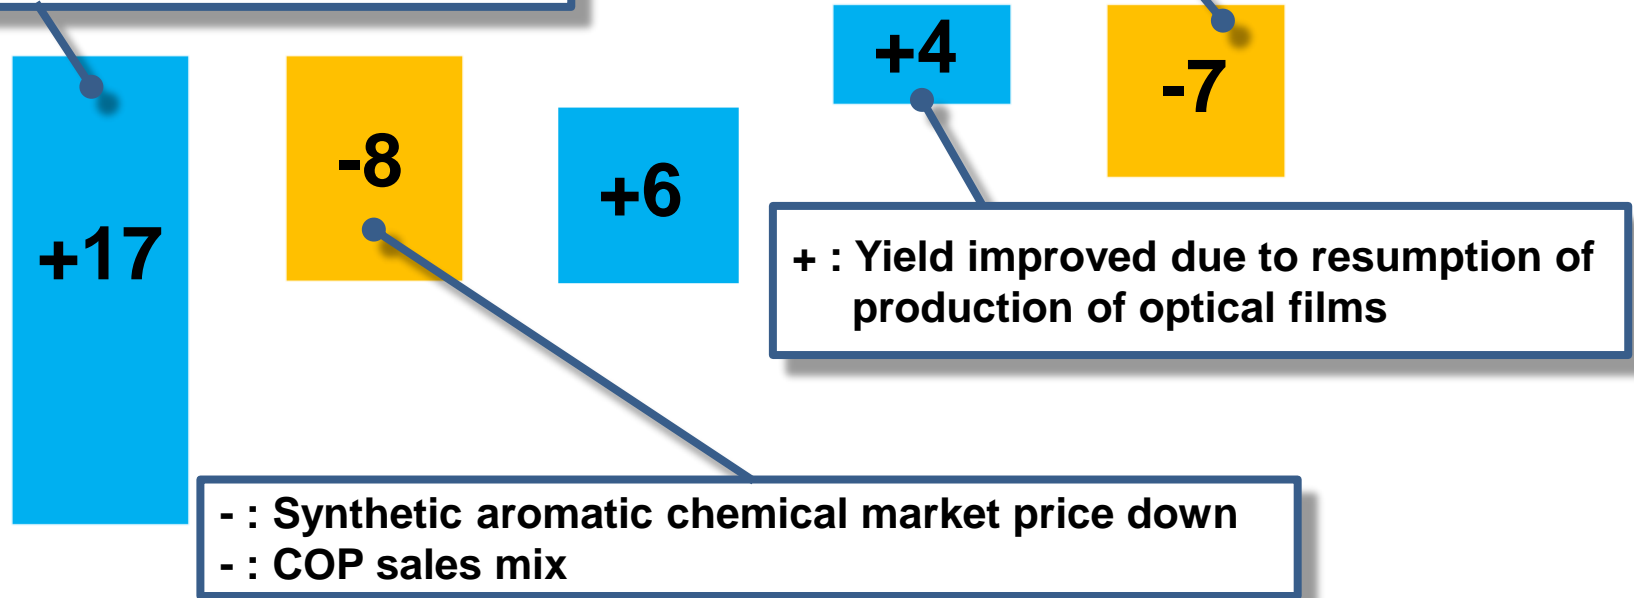 +4
-7
-8
+6
+17
+ : Yield improved due to resumption of
production of optical films
- : Synthetic aromatic chemical market price down
- : COP sales mix